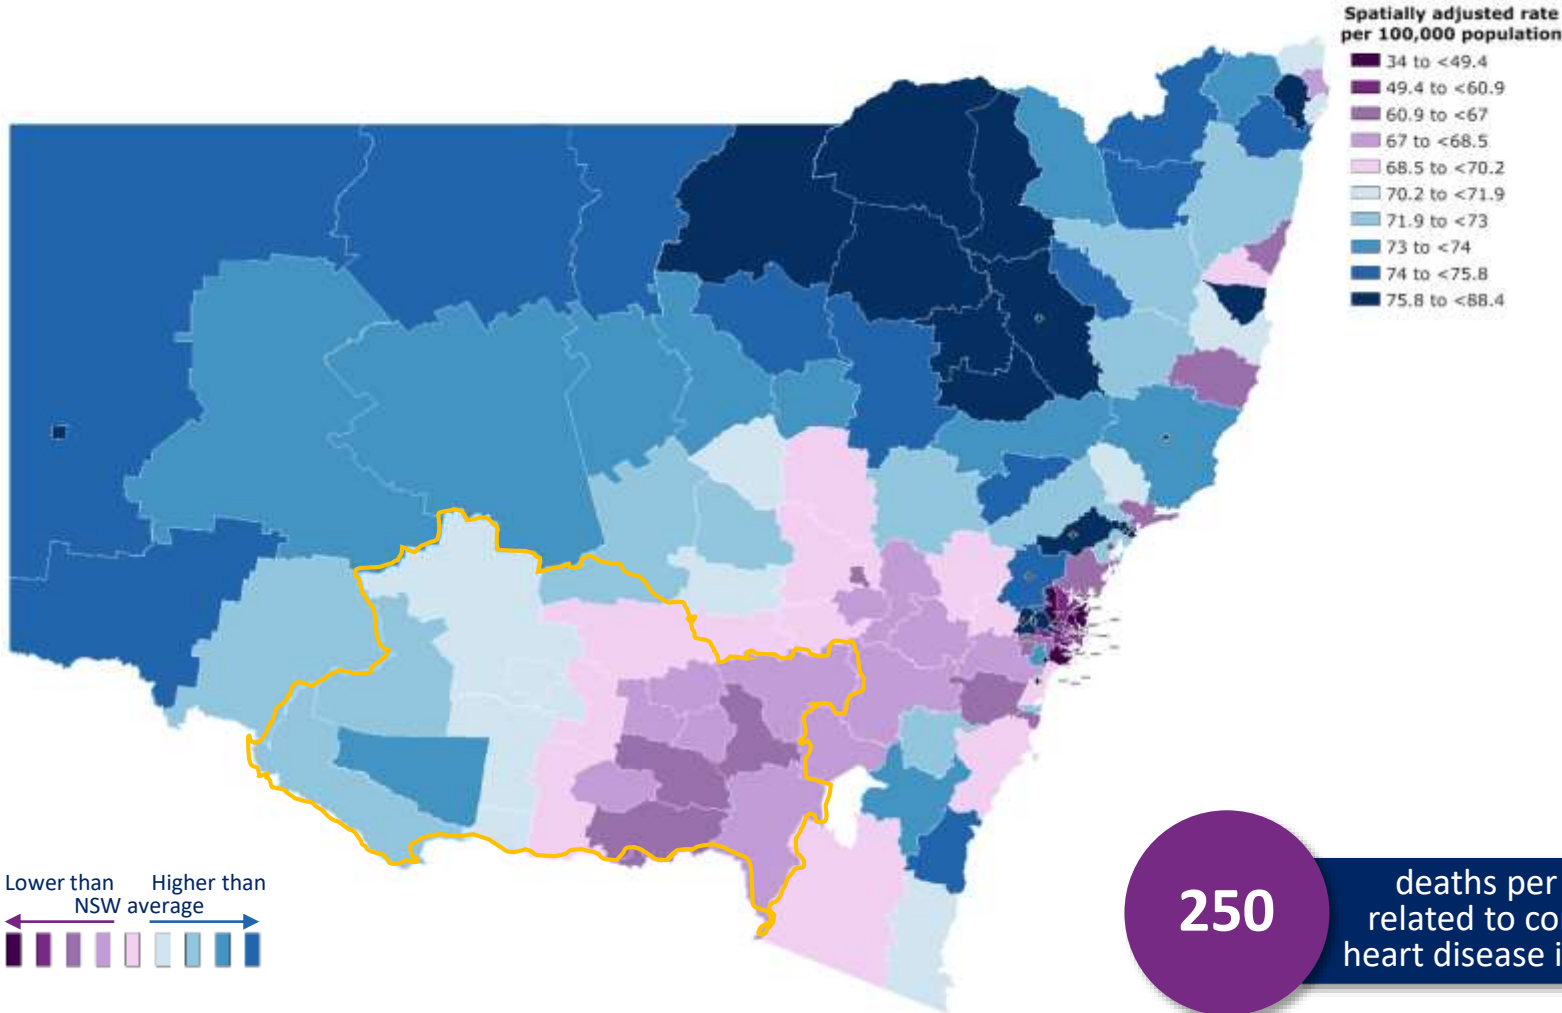 Spatially adjusted rate
per 100,000 population
34 to <49.4
49.4 to <60.9
60.9 to <67
67 to <68.5
68.5 to <70.2
70.2 to <71.9
71.9 to <73
73 to <74
74 to <75.8
75.8 to <88.4
Lower than Higher than
NSW average
250
deaths per
related to co
heart disease i